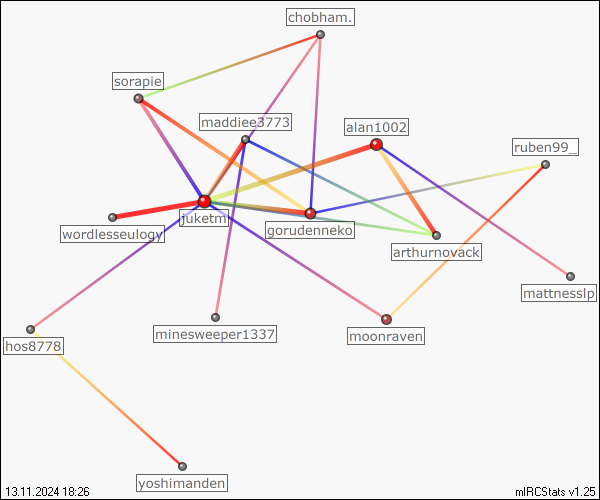 chobham.
sorapie
maddiee3773
alan1002
ruben99_
juketm
wordlesseulogy
gorudenneko
arthurnovack
mattnesslp
minesweeper1337
moonraven
hos8778
yoshimanden
13.11.2024 18:26
mIRCStats v1.25